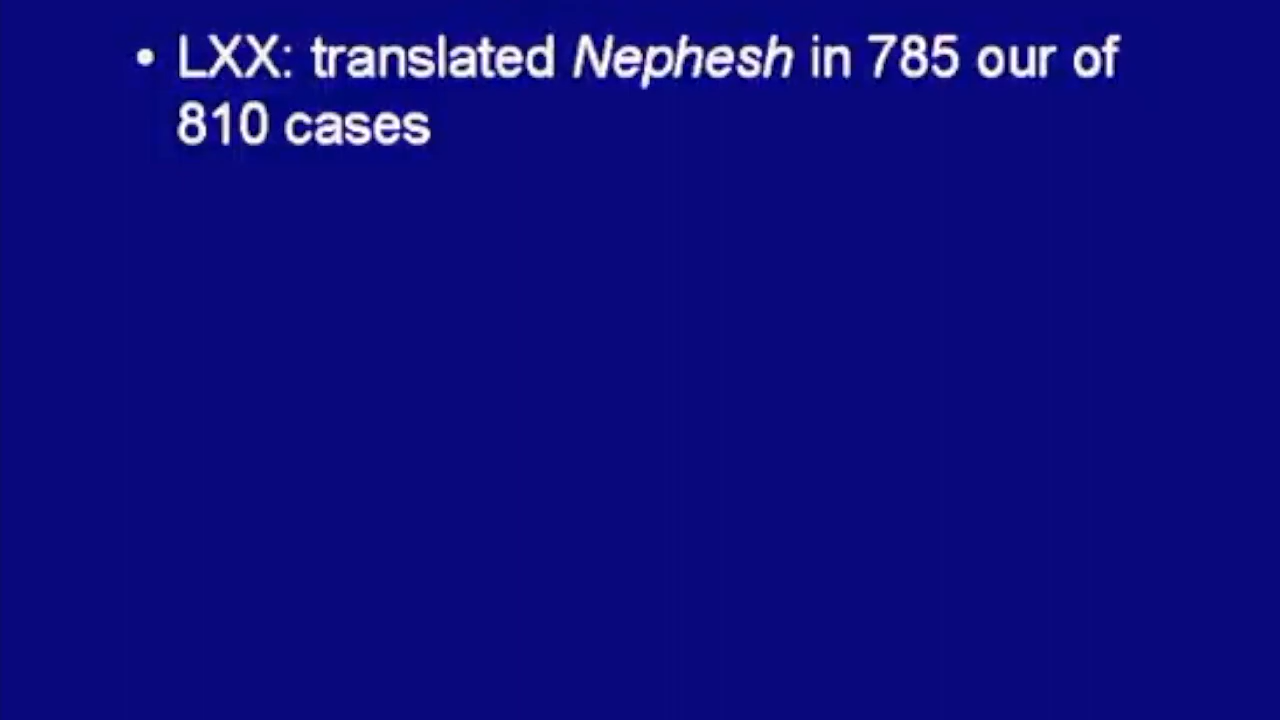 • LXX: translated Nephesh in 785 our of
810 cases